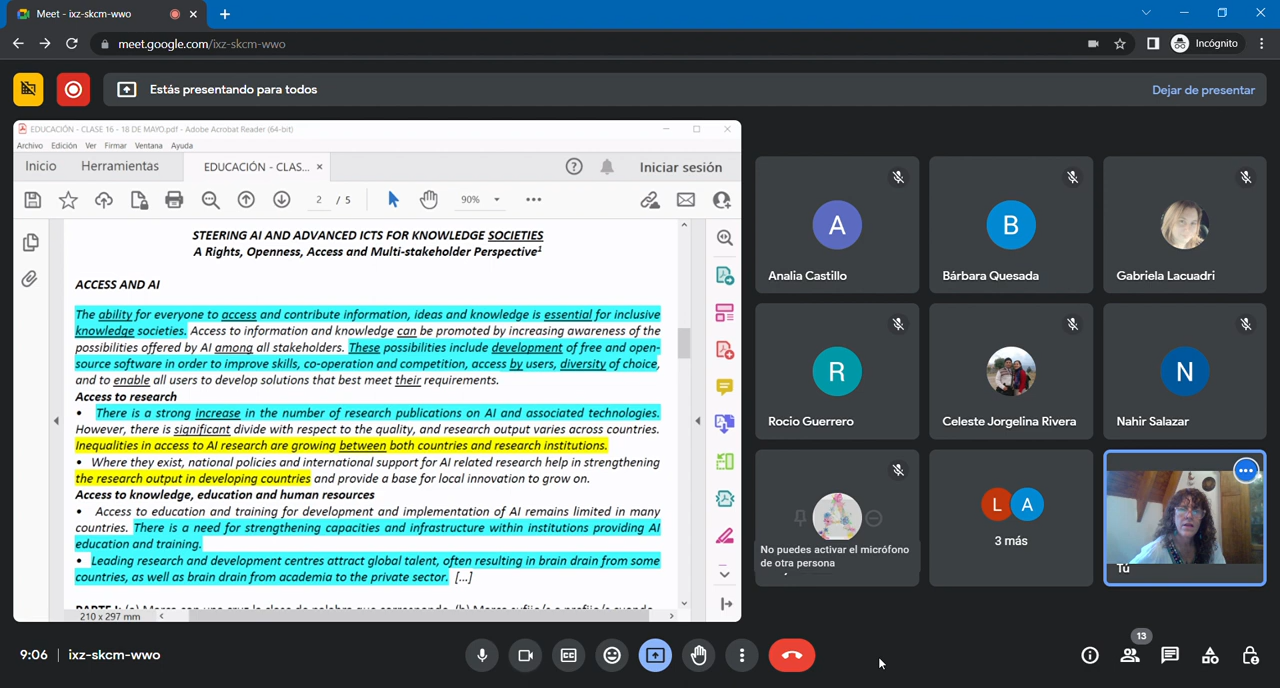 Meet - ixz-skcm-wwo
meet.google.com/ixz-skcm-wwo
Incógnito
Estás presentando para todos
Dejar de presentar
EDUCACIÓN - CLASE 16 - 18 DE MAYO.pdf - Adobe Acrobat Reader (64-bit)
Archivo Edición Ver Firmar Ventana Ayuda
Inicio Herramientas EDUCACIÓN - CLAS... × Iniciar sesión
2 / 5 90%
STEERING AI AND ADVANCED ICTS FOR KNOWLEDGE SOCIETIES
A Rights, Openness, Access and Multi-stakeholder Perspective¹
ACCESS AND AI
The ability for everyone to access and contribute information, ideas and knowledge is essential for inclusive
knowledge societies. Access to information and knowledge can be promoted by increasing awareness of the
possibilities offered by AI among all stakeholders. These possibilities include development of free and open-
source software in order to improve skills, co-operation and competition, access by users, diversity of choice,
and to enable all users to develop solutions that best meet their requirements.
Access to research
• There is a strong increase in the number of research publications on AI and associated technologies.
However, there is significant divide with respect to the quality, and research output varies across countries.
Inequalities in access to AI research are growing between both countries and research institutions.
• Where they exist, national policies and international support for AI related research help in strengthening
the research output in developing countries and provide a base for local innovation to grow on.
Access to knowledge, education and human resources
• Access to education and training for development and implementation of AI remains limited in many
countries. There is a need for strengthening capacities and infrastructure within institutions providing AI
education and training.
• Leading research and development centres attract global talent, often resulting in brain drain from some
countries, as well as brain drain from academia to the private sector. [...]
210 x 297 mm
A
Analia Castillo
B
Bárbara Quesada
Gabriela Lacuadri
R
Rocio Guerrero
Celeste Jorgelina Rivera
N
Nahir Salazar
No puedes activar el micrófono
de otra persona
L A
3 más
Tú
9:06 | ixz-skcm-wwo
13